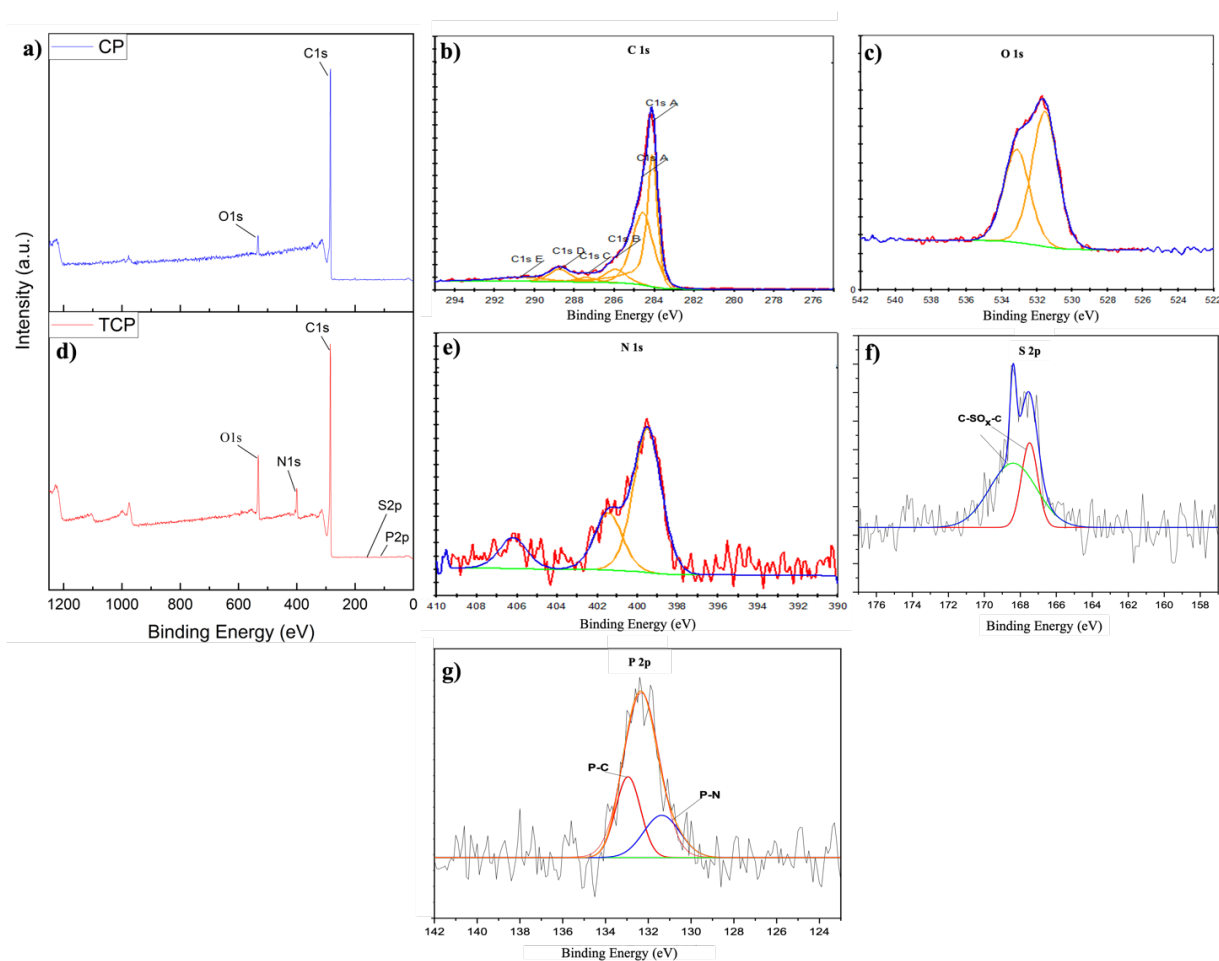 a)
CP
C1s
O1s
Intensity (a.u.)
TCP
d)
C1s
O1s
N1s
S2p
P2p
1200 1000 800 600 400 200 0
Binding Energy (eV)
b)
C 1s
C1s A
C1s A
C1s B
C1s D
C1s C
C1s E
294 292 290 288 286 284 282 280 278 276
Binding Energy (eV)
c)
O 1s
0
542 540 538 536 534 532 530 528 526 524 522
Binding Energy (eV)
e)
N 1s
410 408 406 404 402 400 398 396 394 392 390
Binding Energy (eV)
f)
S 2p
C-SOx-C
176 174 172 170 168 166 164 162 160 158
Binding Energy (eV)
g)
P 2p
P-C
P-N
142 140 138 136 134 132 130 128 126 124
Binding Energy (eV)